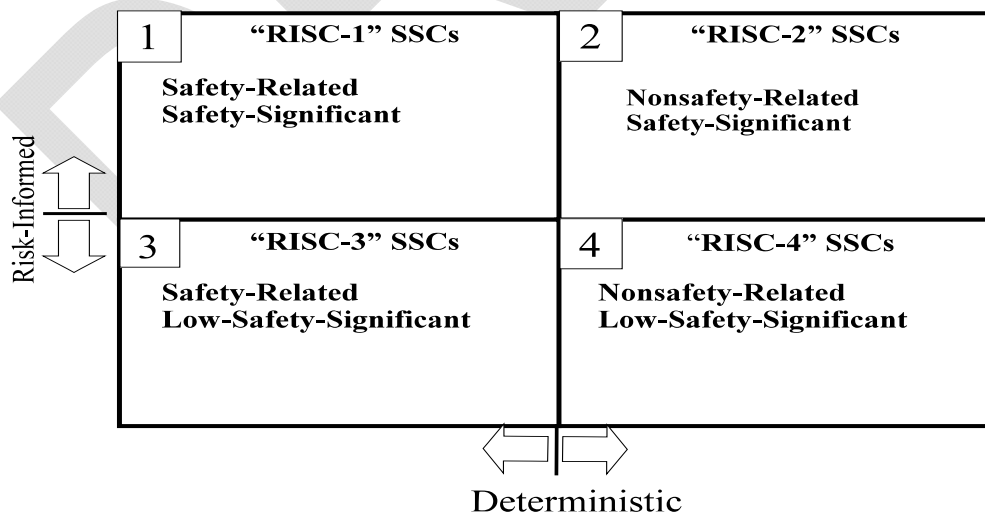 1
“RISC-1” SSCs
Safety-Related
Safety-Significant
2
“RISC-2” SSCs
Nonsafety-Related
Safety-Significant
Risk-Informed
3
“RISC-3” SSCs
Safety-Related
Low-Safety-Significant
4
“RISC-4” SSCs
Nonsafety-Related
Low-Safety-Significant
Deterministic